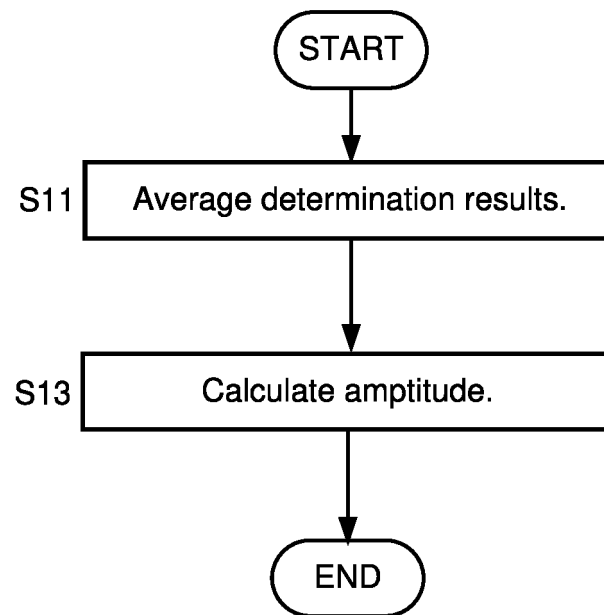 START
S11 Average determination results.
S13 Calculate amptitude.
END